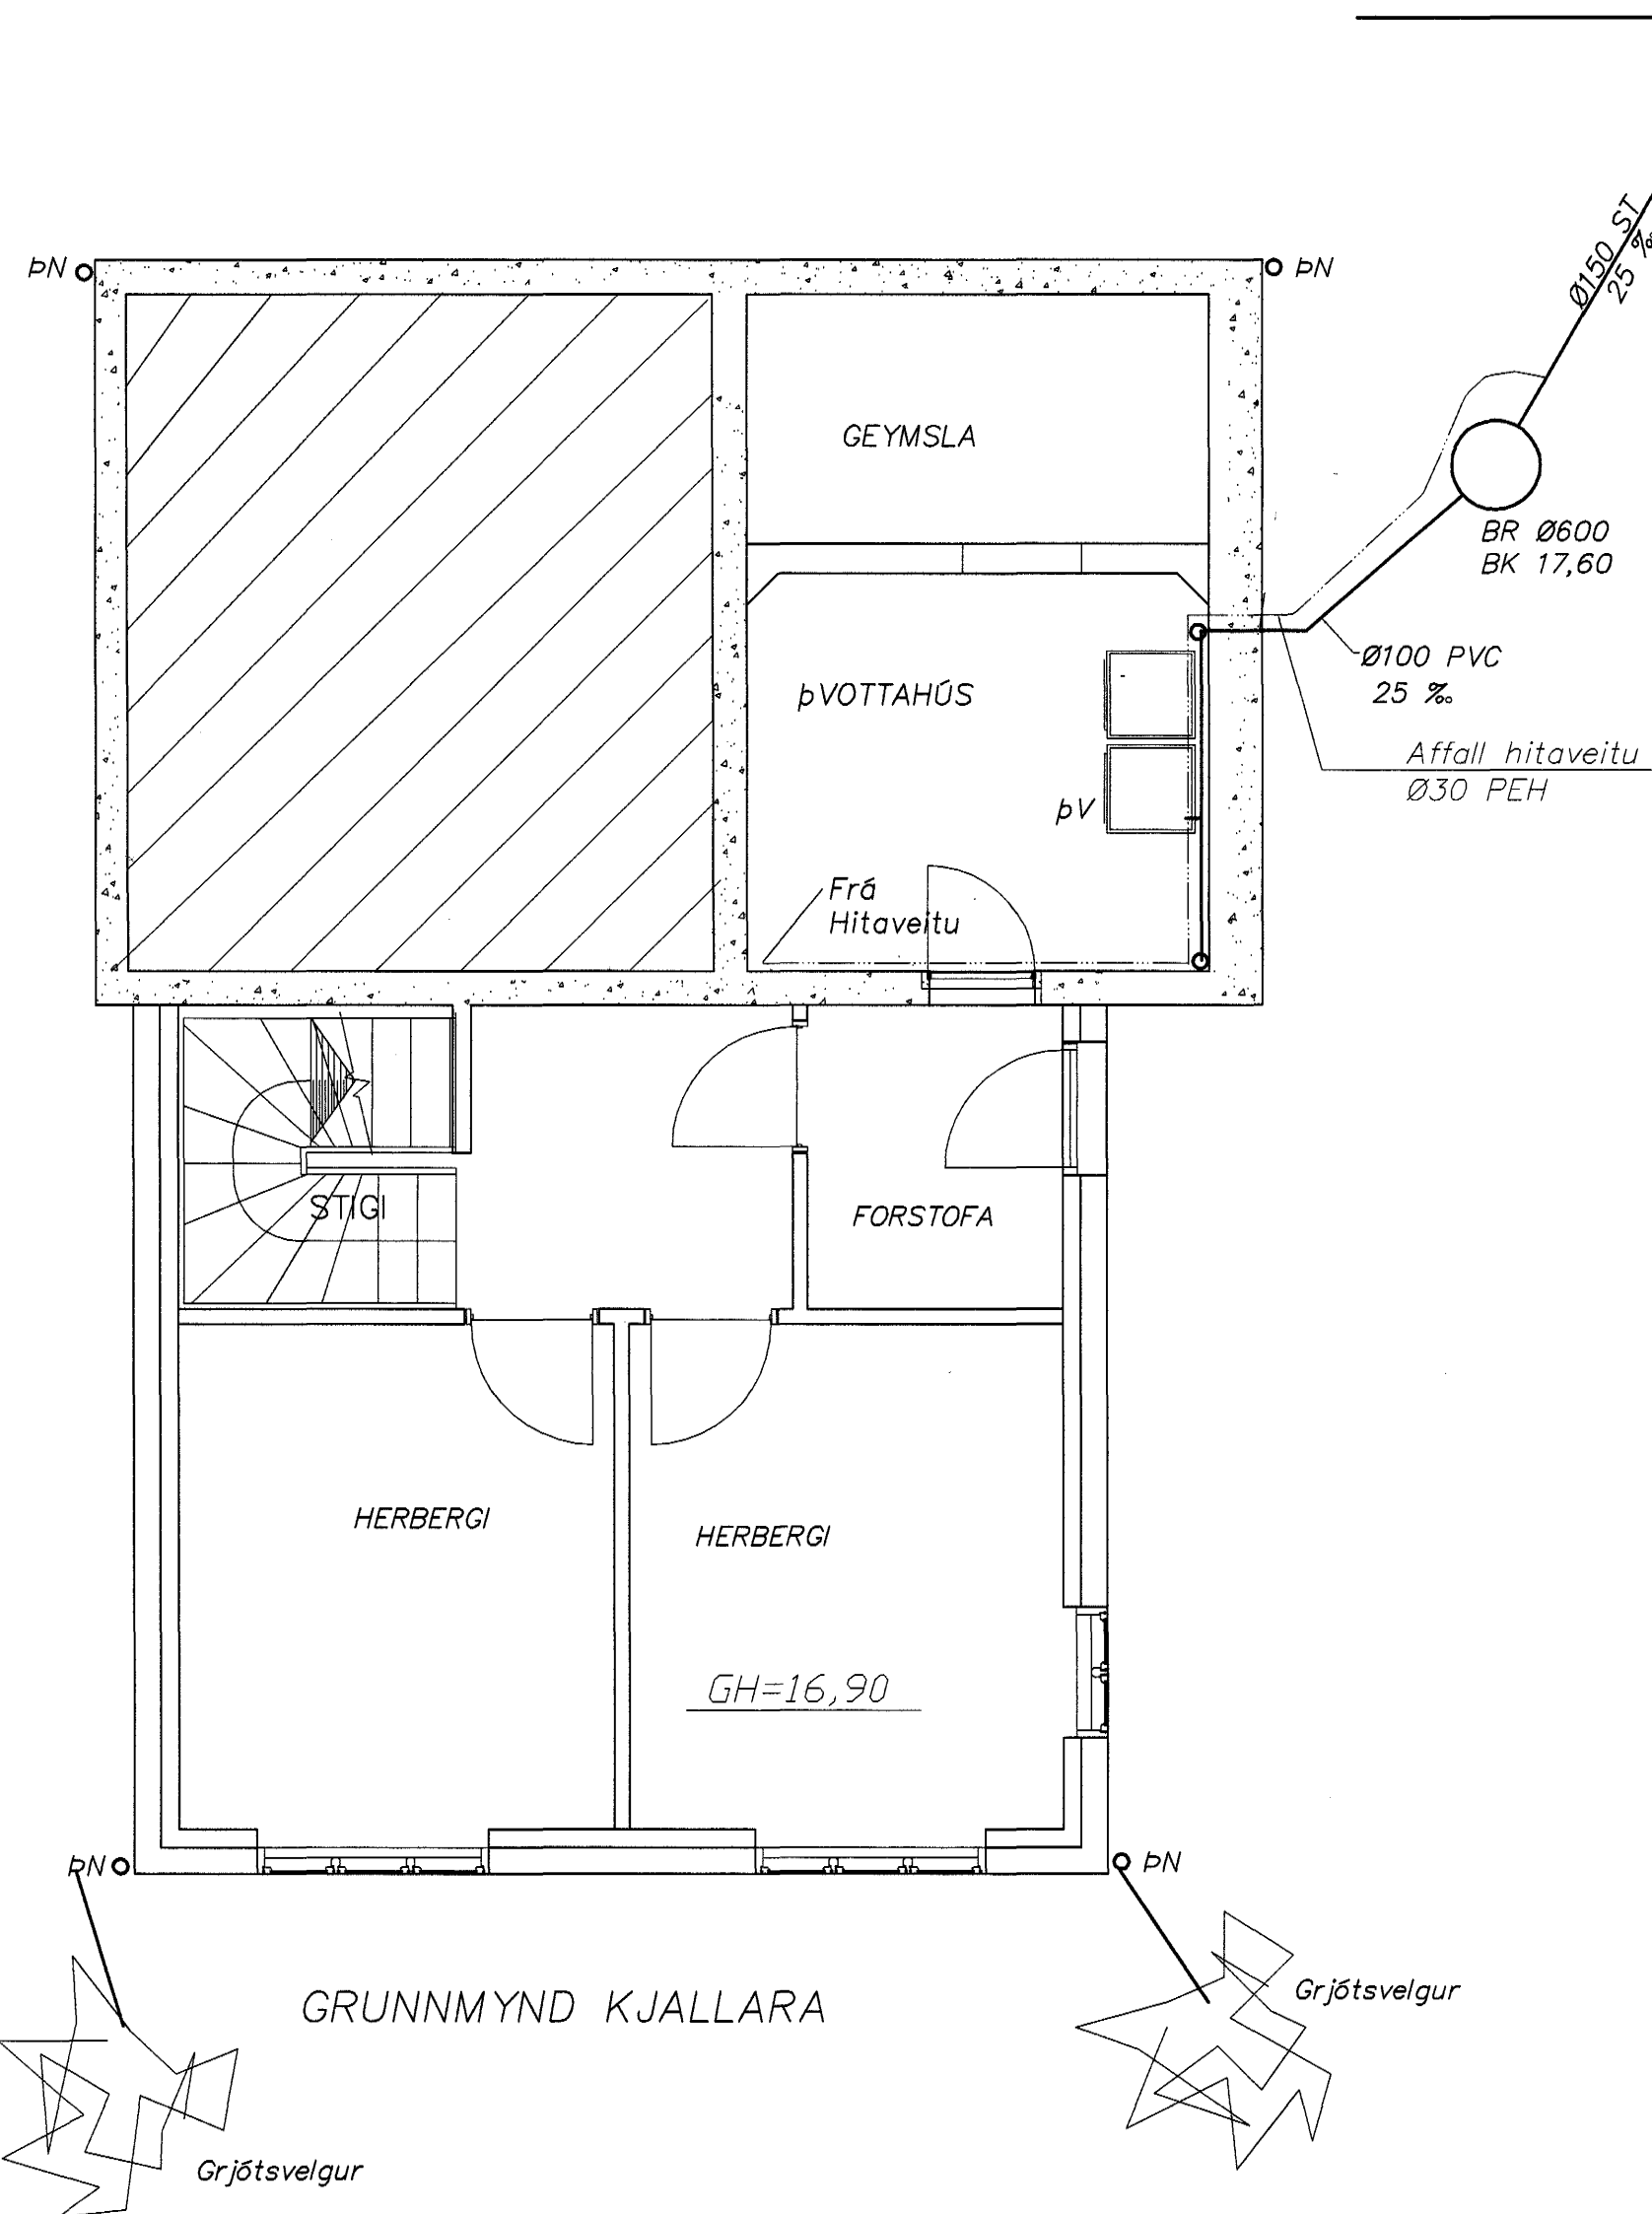 ÞN
ÞN
Ø150 ST
25 ‰
GEYMSLA
BR Ø600
BK 17,60
Ø100 PVC
25 ‰
ÞVOTTAHÚS
Affall hitaveitu
Ø30 PEH
ÞV
Frá
Hitaveitu
STIGI
FORSTOFA
HERBERGI
HERBERGI
GH=16,90
ÞN
ÞN
GRUNNMYND KJALLARA
Grjótsvelgur
Grjótsvelgur